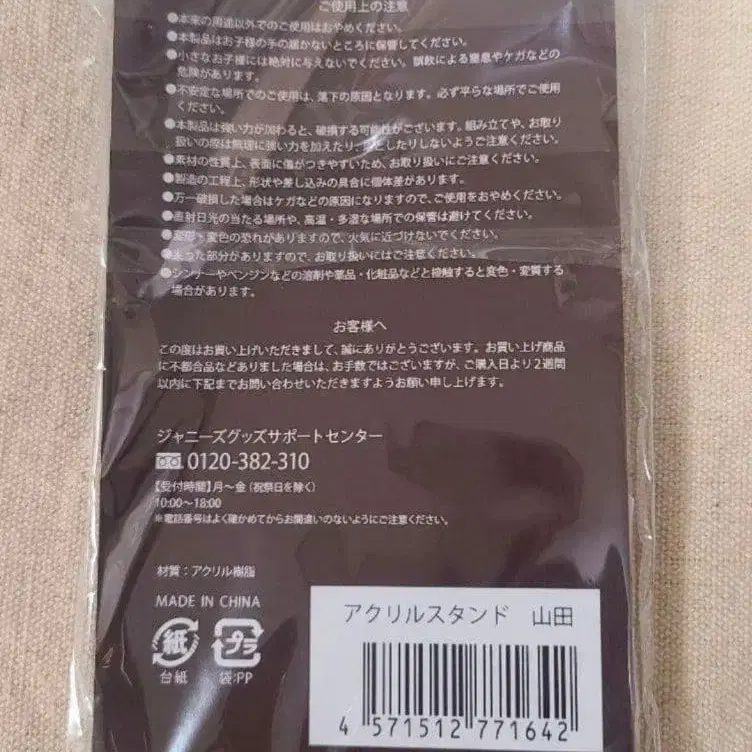 ご使用上の注意
●本来の用途以外でのご使用はおやめください。
●本製品はお子様の手の届かないところに保管してください。
●小さなお子様には絶対に与えないでください。誤飲による窒息やケガなどの
危険があります。
●不安定な場所でのご使用は、落下の原因となります。必ず平らな場所でご使用
ください。
●本製品は強い力が加わると、破損する可能性がございます。組み立てや、お取り
扱いの際は無理に強い力を加えたり、落としたりしないようご注意ください。
●素材の性質上、表面に傷がつきやすいため、お取り扱いにご注意ください。
●製造の工程上、形状や差し込みの具合に個体差があります。
●万一破損した場合はケガなどの原因になりますので、ご使用をおやめください。
●直射日光の当たる場所や、高温・多湿な場所での保管は避けてください。
●変形・変色の恐れがありますので、火気に近づけないでください。
●尖った部分がありますので、お取り扱いにはご注意ください。
●シンナーやベンジンなどの溶剤や薬品・化粧品などと接触すると変色・変質する
場合があります。
お客様へ
この度はお買い上げいただきまして、誠にありがとうございます。お買い上げ商品
に不都合品などありました場合は、お手数ではございますが、ご購入日より2週間
以内に下記までお問い合わせいただきますようお願い申し上げます。
ジャニーズグッズサポートセンター
0120-382-310
【受付時間】月～金（祝祭日を除く）
10:00～18:00
※電話番号はよく確かめてからお間違いのないようにご注意ください。
材質：アクリル樹脂
MADE IN CHINA
紙 プラ
台紙 袋:PP
アクリルスタンド 山田
4 571512 771642